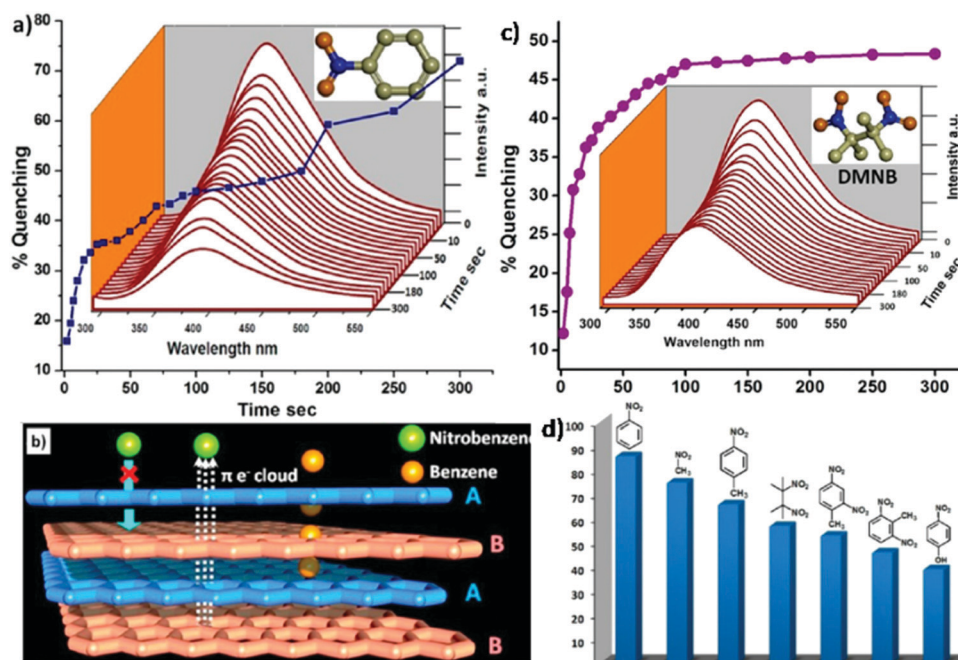 a)
80
70
60
50
40
30
20
10
% Quenching
0
50
100
150
200
250
300
Time sec
300
350
400
450
500
550
Wavelength nm
0
10
50
100
180
300
Time sec
Intensity a.u.
c)
50
45
40
35
30
25
20
15
10
% Quenching
0
50
100
150
200
250
300
300
350
400
450
500
550
Wavelength nm
0
10
50
100
180
300
Time sec
Intensity a.u.
DMNB
b)
Nitrobenzene
π e⁻ cloud
Benzene
A
B
A
B
d)
100
90
80
70
60
50
40
30
20
10
NO₂
NO₂
CH₃
NO₂
CH₃
NO₂
NO₂
NO₂
NO₂
CH₃
NO₂
CH₃
NO₂
NO₂
OH